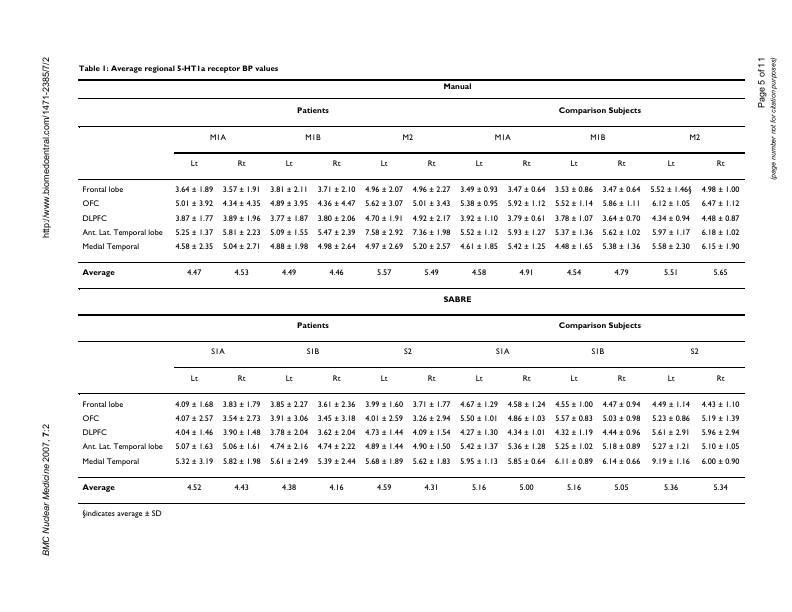 http://www.biomedcentral.com/1471-2385/7/2
BMC Nuclear Medicine 2007, 7:2
Table 1: Average regional 5-HT1a receptor BP values
Manual
Patients Comparison Subjects
M1A M1B M2 M1A M1B M2
Lt Rt Lt Rt Lt Rt Lt Rt Lt Rt Lt Rt
Frontal lobe 3.64 ± 1.89 3.57 ± 1.91 3.81 ± 2.11 3.71 ± 2.10 4.96 ± 2.07 4.96 ± 2.27 3.49 ± 0.93 3.47 ± 0.64 3.53 ± 0.86 3.47 ± 0.64 5.52 ± 1.46§ 4.98 ± 1.00
OFC 5.01 ± 3.92 4.34 ± 4.35 4.89 ± 3.95 4.36 ± 4.47 5.62 ± 3.07 5.01 ± 3.43 5.38 ± 0.95 5.92 ± 1.12 5.52 ± 1.14 5.86 ± 1.11 6.12 ± 1.05 6.47 ± 1.12
DLPFC 3.87 ± 1.77 3.89 ± 1.96 3.77 ± 1.87 3.80 ± 2.06 4.70 ± 1.91 4.92 ± 2.17 3.92 ± 1.10 3.79 ± 0.61 3.78 ± 1.07 3.64 ± 0.70 4.34 ± 0.94 4.48 ± 0.87
Ant. Lat. Temporal lobe 5.25 ± 1.37 5.81 ± 2.23 5.09 ± 1.55 5.47 ± 2.39 7.58 ± 2.92 7.36 ± 1.98 5.52 ± 1.12 5.93 ± 1.27 5.37 ± 1.36 5.62 ± 1.02 5.97 ± 1.17 6.18 ± 1.02
Medial Temporal 4.58 ± 2.35 5.04 ± 2.71 4.88 ± 1.98 4.98 ± 2.64 4.97 ± 2.69 5.20 ± 2.57 4.61 ± 1.85 5.42 ± 1.25 4.48 ± 1.65 5.38 ± 1.36 5.58 ± 2.30 6.15 ± 1.90
Average 4.47 4.53 4.49 4.46 5.57 5.49 4.58 4.91 4.54 4.79 5.51 5.65
SABRE
Patients Comparison Subjects
S1A S1B S2 S1A S1B S2
Lt Rt Lt Rt Lt Rt Lt Rt Lt Rt Lt Rt
Frontal lobe 4.09 ± 1.68 3.83 ± 1.79 3.85 ± 2.27 3.61 ± 2.36 3.99 ± 1.60 3.71 ± 1.77 4.67 ± 1.29 4.58 ± 1.24 4.55 ± 1.00 4.47 ± 0.94 4.49 ± 1.14 4.43 ± 1.10
OFC 4.07 ± 2.57 3.54 ± 2.73 3.91 ± 3.06 3.45 ± 3.18 4.01 ± 2.59 3.26 ± 2.94 5.50 ± 1.01 4.86 ± 1.03 5.57 ± 0.83 5.03 ± 0.98 5.23 ± 0.86 5.19 ± 1.39
DLPFC 4.04 ± 1.46 3.90 ± 1.48 3.78 ± 2.04 3.62 ± 2.04 4.73 ± 1.44 4.09 ± 1.54 4.27 ± 1.30 4.34 ± 1.01 4.32 ± 1.19 4.44 ± 0.96 5.61 ± 2.91 5.96 ± 2.94
Ant. Lat. Temporal lobe 5.07 ± 1.63 5.06 ± 1.61 4.74 ± 2.16 4.74 ± 2.22 4.89 ± 1.44 4.90 ± 1.50 5.42 ± 1.37 5.36 ± 1.28 5.25 ± 1.02 5.18 ± 0.89 5.27 ± 1.21 5.10 ± 1.05
Medial Temporal 5.32 ± 3.19 5.82 ± 1.98 5.61 ± 2.49 5.39 ± 2.44 5.68 ± 1.89 5.62 ± 1.83 5.95 ± 1.13 5.85 ± 0.64 6.11 ± 0.89 6.14 ± 0.66 9.19 ± 1.16 6.00 ± 0.90
Average 4.52 4.43 4.38 4.16 4.59 4.31 5.16 5.00 5.16 5.05 5.36 5.34
§indicates average ± SD
Page 5 of 11
(page number not for citation purposes)